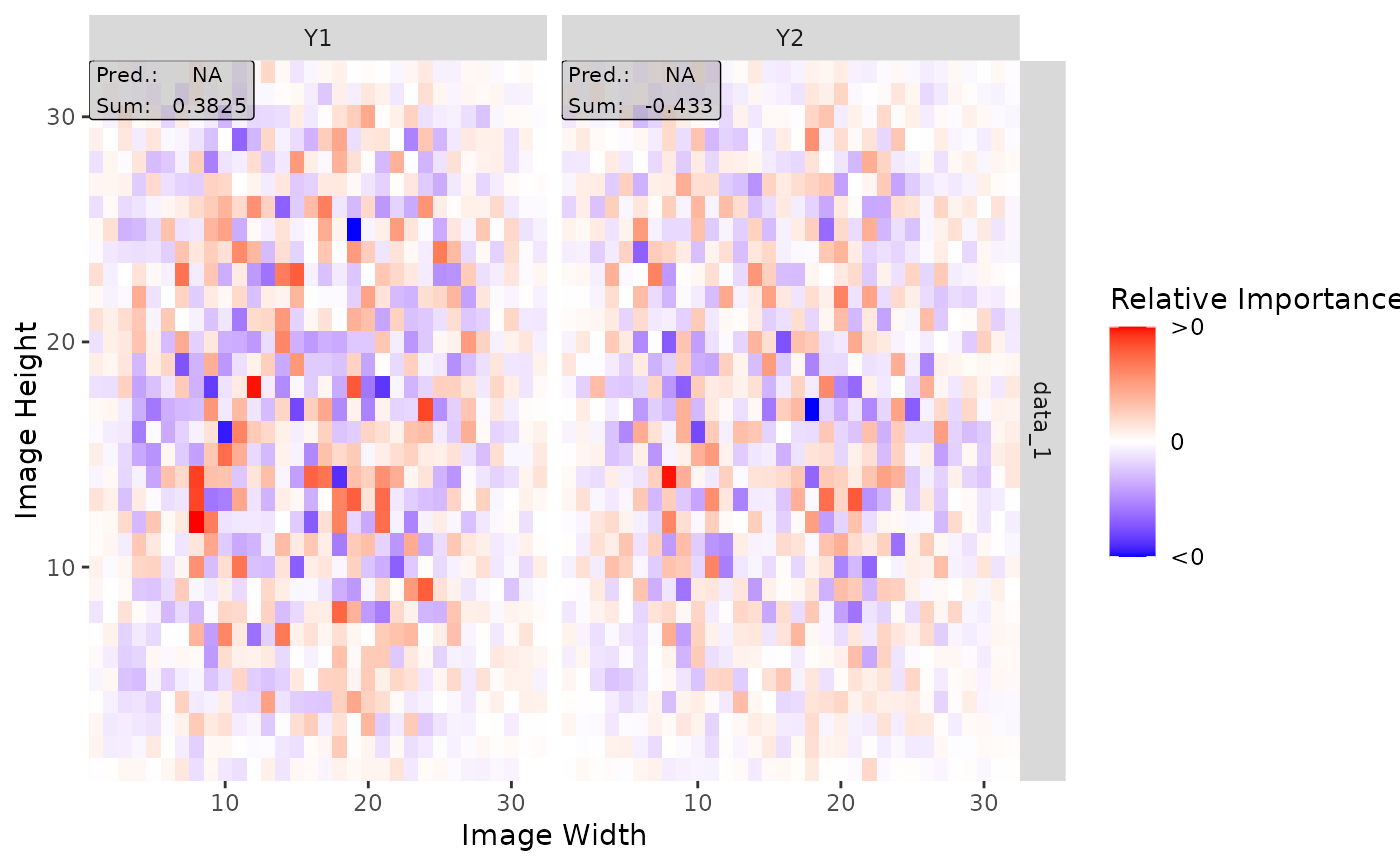 Y1
Y2
Pred.: NA
Sum: 0.3825
Pred.: NA
Sum: -0.433
data_1
30
20
10
Image Height
10
20
30
10
20
30
Image Width
Relative Importance
>0
0
<0